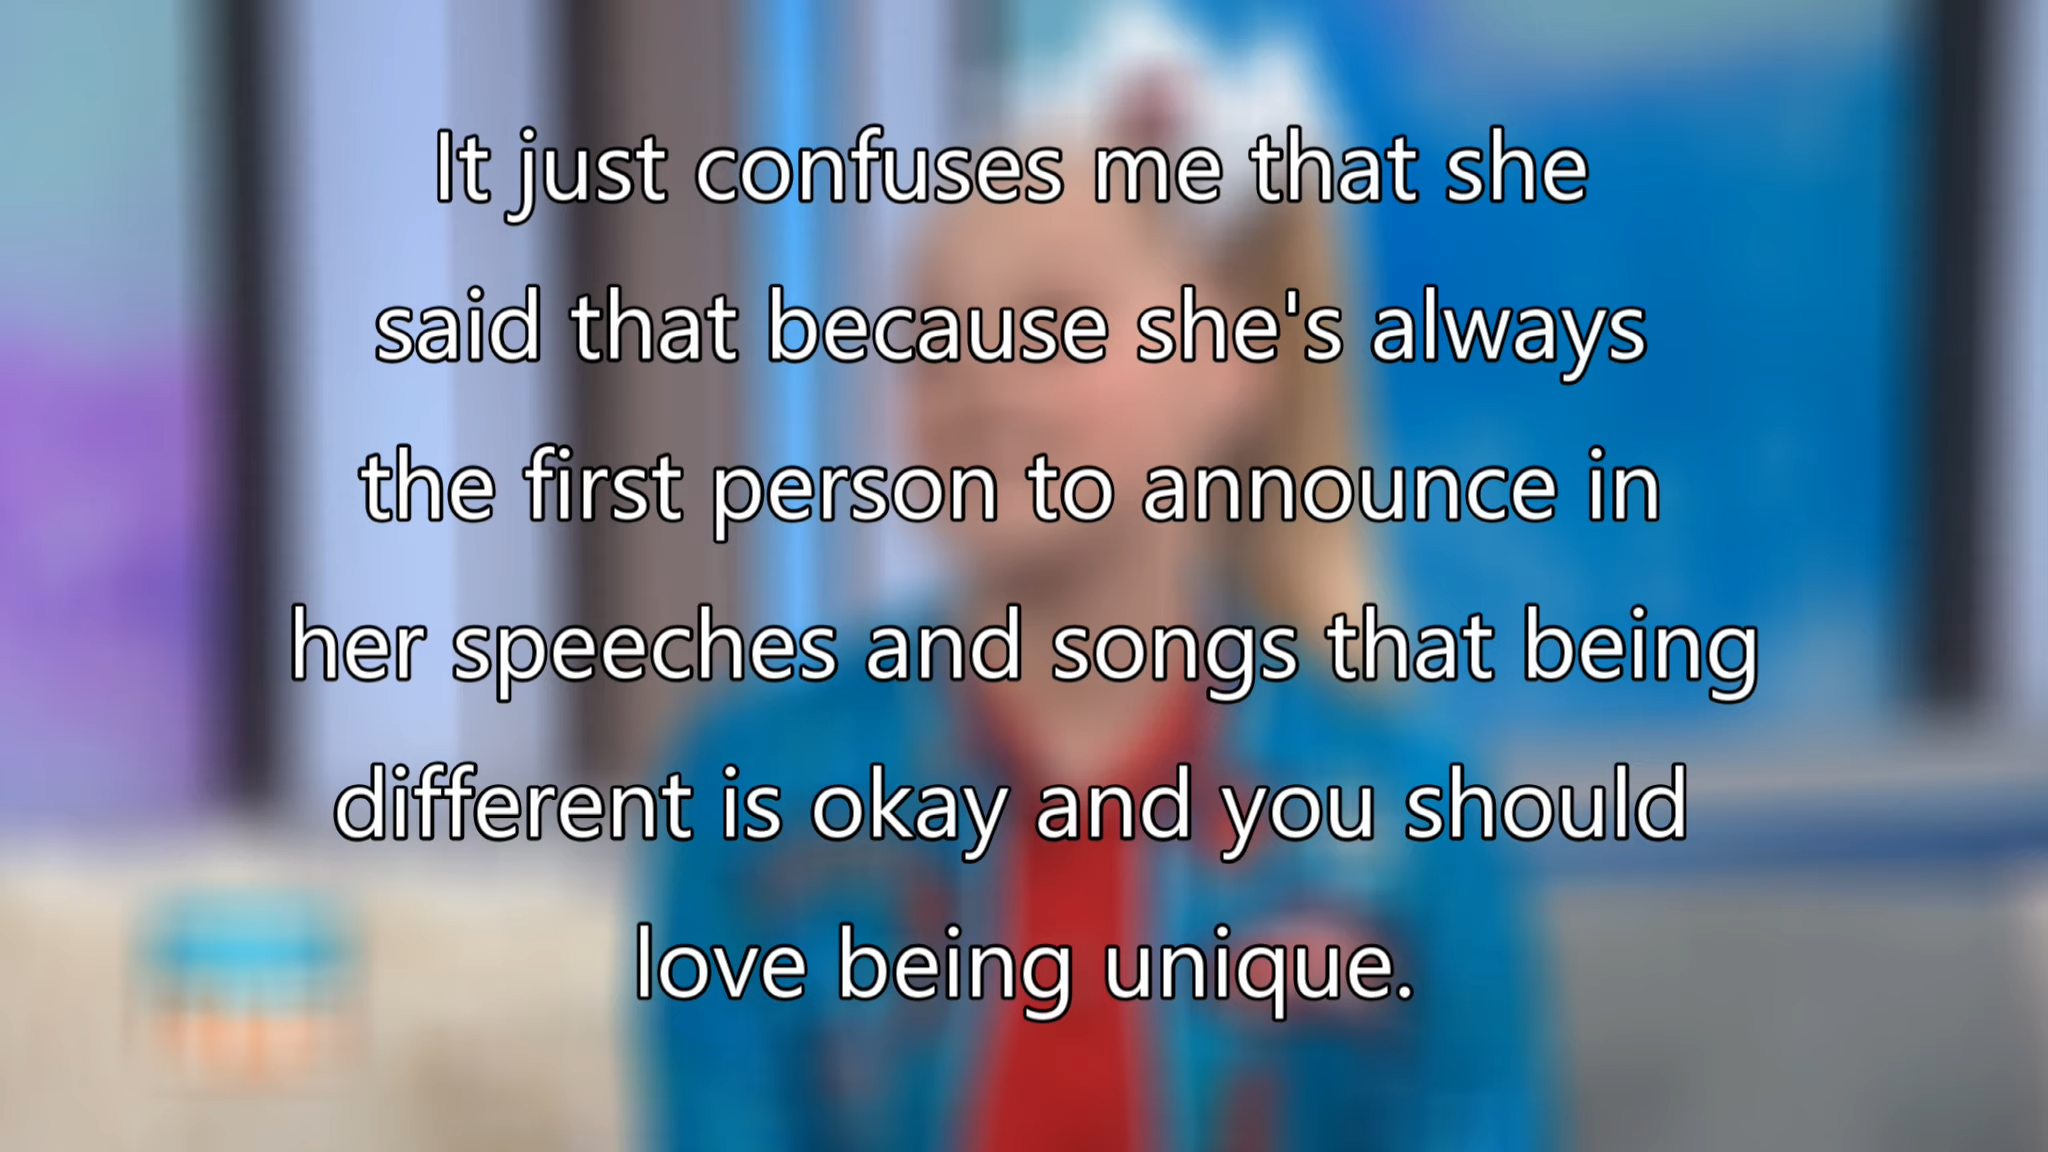 It just confuses me that she
said that because she's always
the first person to announce in
her speeches and songs that being
different is okay and you should
love being unique.